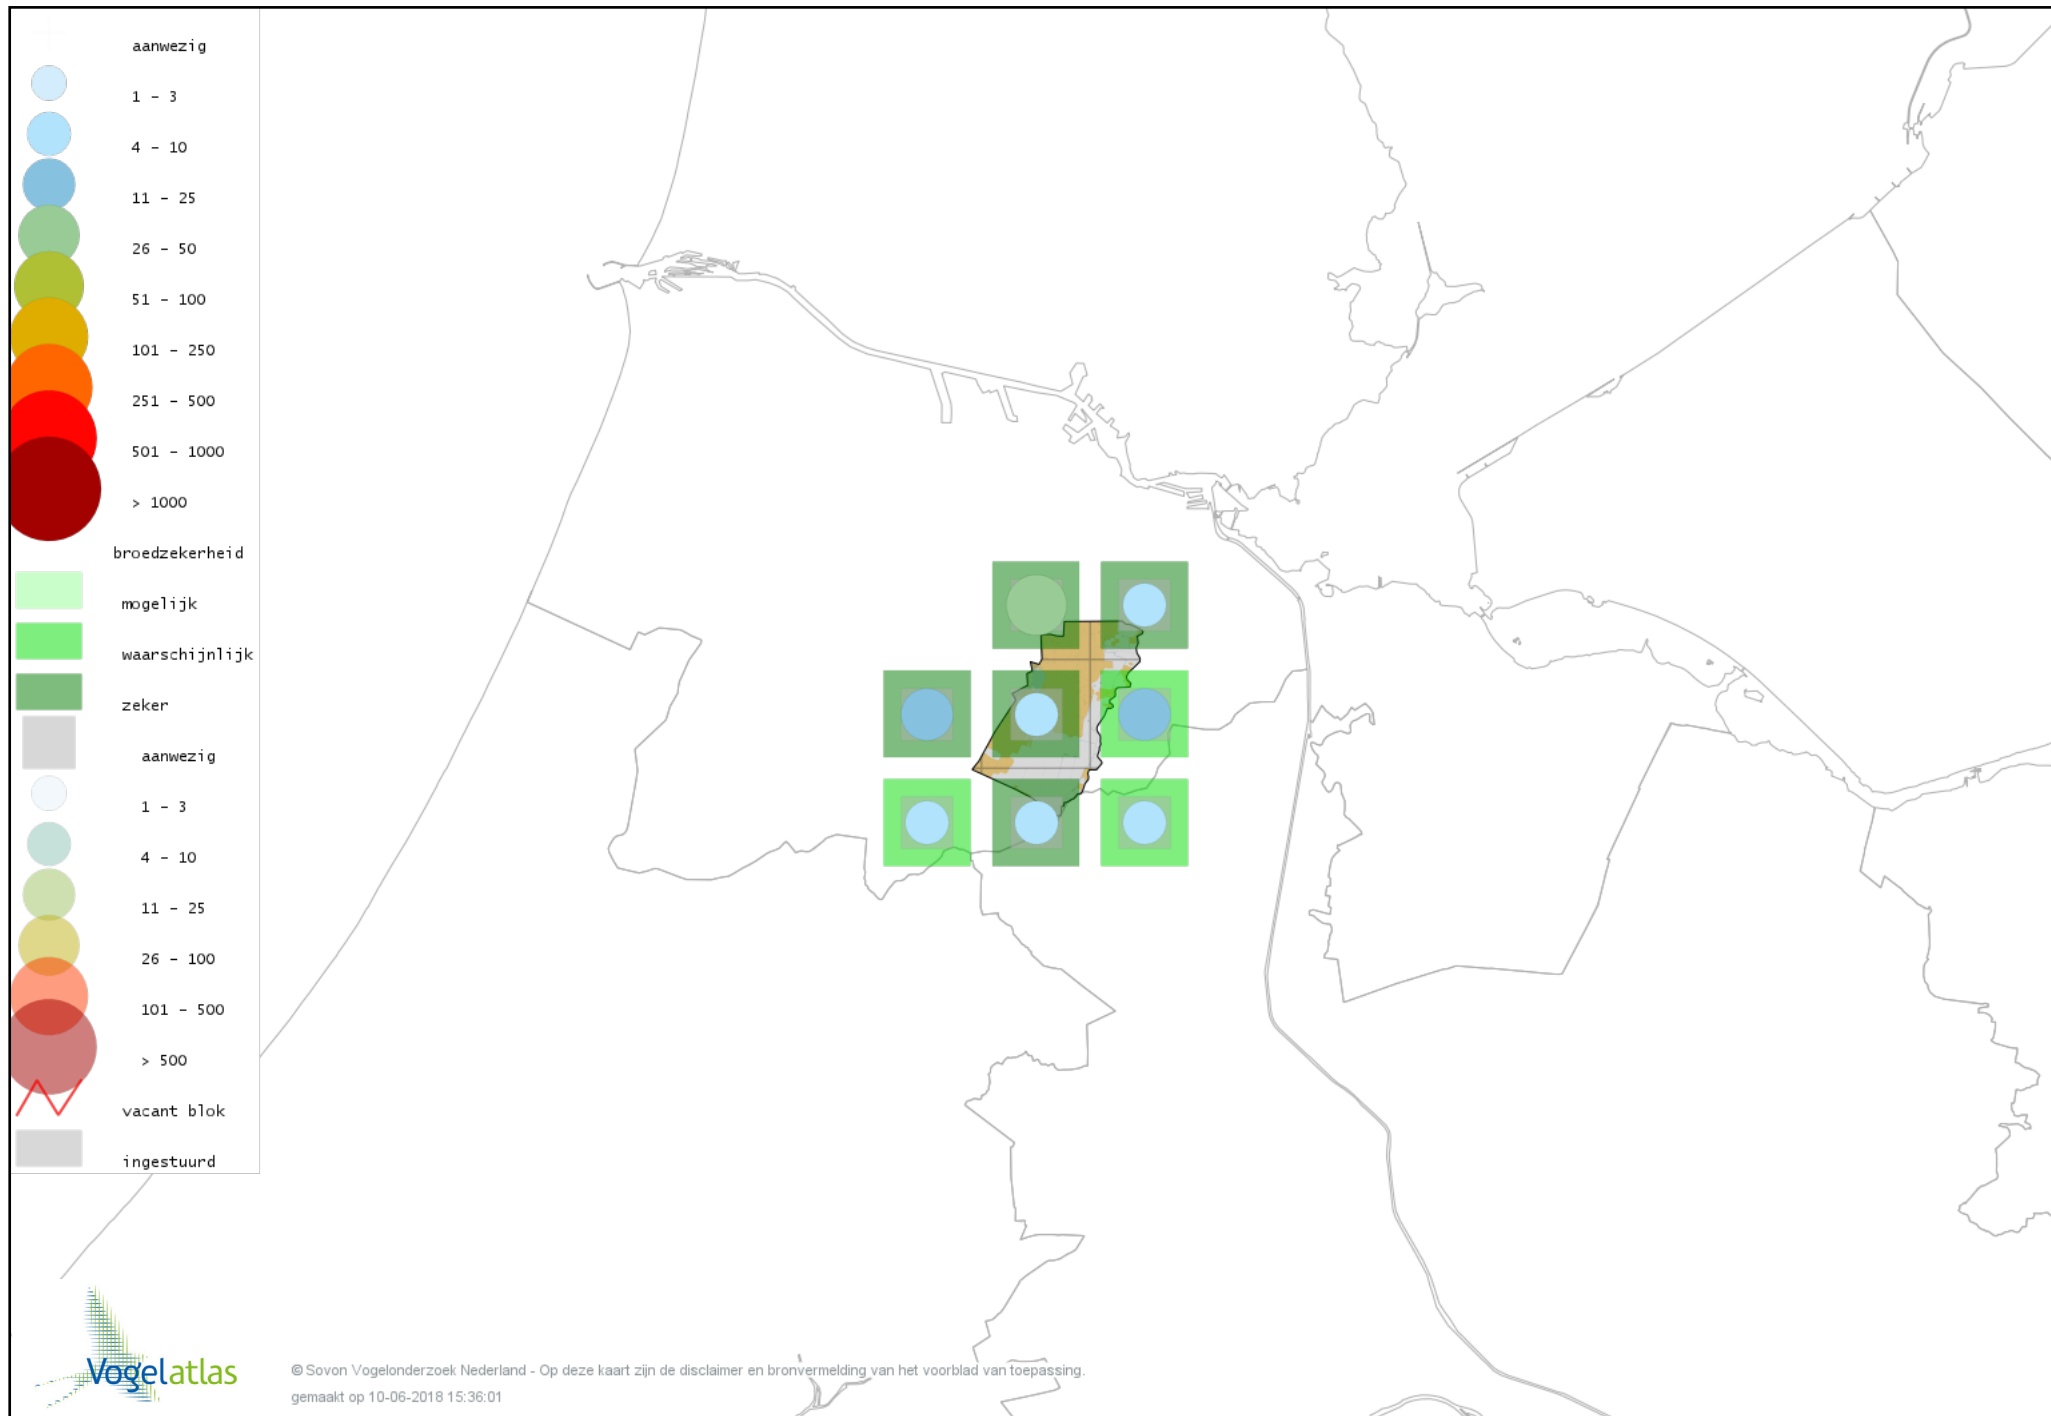 aanwezig
1 - 3
4 - 10
11 - 25
26 - 50
51 - 100
101 - 250
251 - 500
501 - 1000
> 1000
broedzekerheid
mogelijk
waarschijnlijk
zeker
aanwezig
1 - 3
4 - 10
11 - 25
26 - 100
101 - 500
> 500
vacant blok
ingestuurd
Vogelatlas
© Sovon Vogelonderzoek Nederland - Op deze kaart zijn de disclaimer en bronvermelding van het voorblad van toepassing.
gemaakt op 10-06-2018 15:36:01